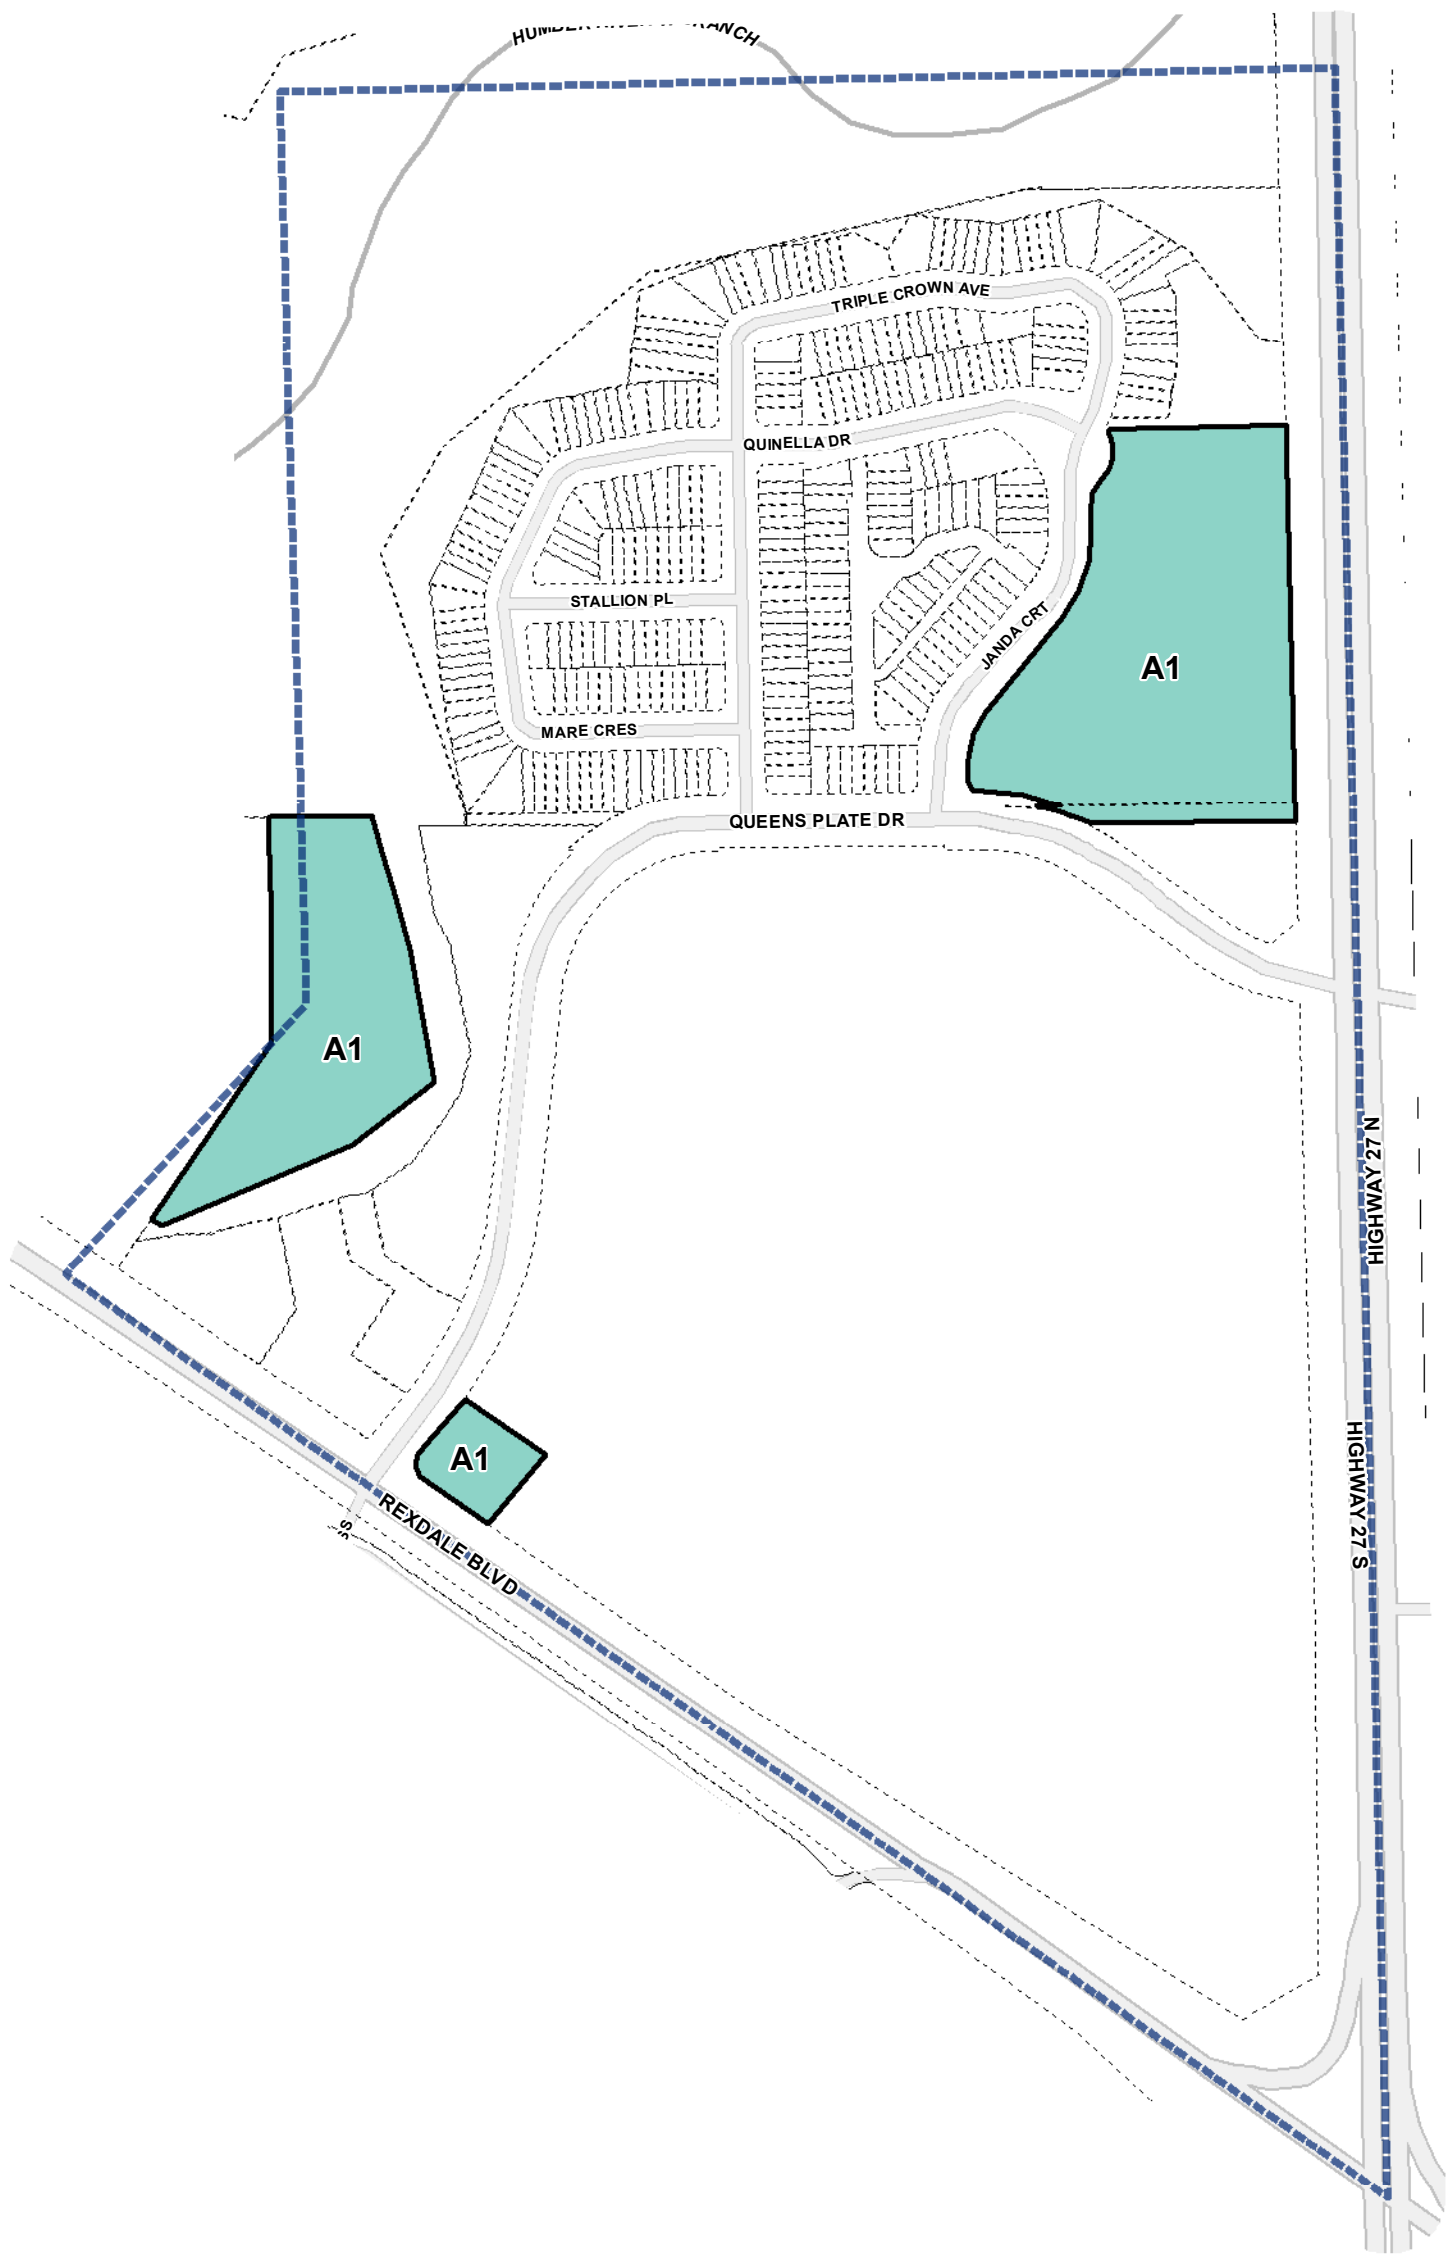 HUMBER
TRIPLE CROWN AVE
QUINELLA DR
STALLION PL
JANDA CRT
A1
MARE CRES
QUEENS PLATE DR
A1
HIGHWAY 27 N
A1
HIGHWAY 27 S
REXDALE BLVD